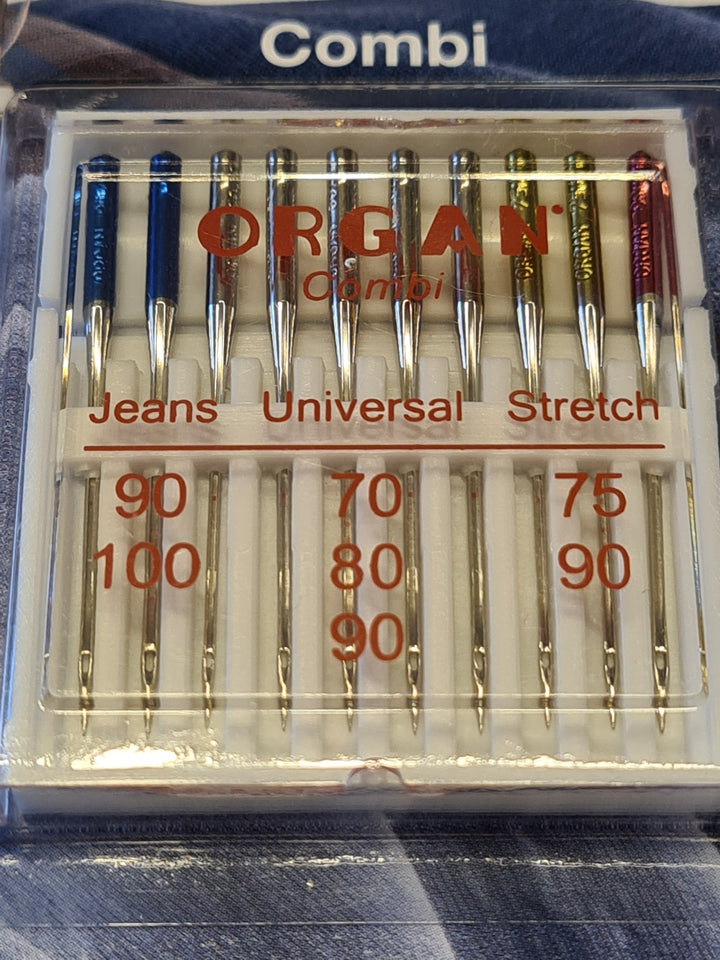 Combi
ORGAN
Combi
Jeans Universal Stretch
90 70 75
100 80 90
90